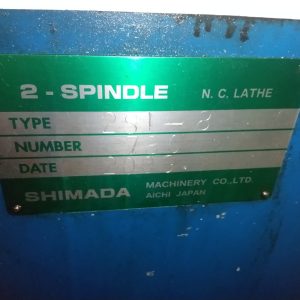 2 - SPINDLE N. C. LATHE
TYPE
NUMBER
DATE
SHIMADA MACHINERY CO., LTD.
AICHI JAPAN